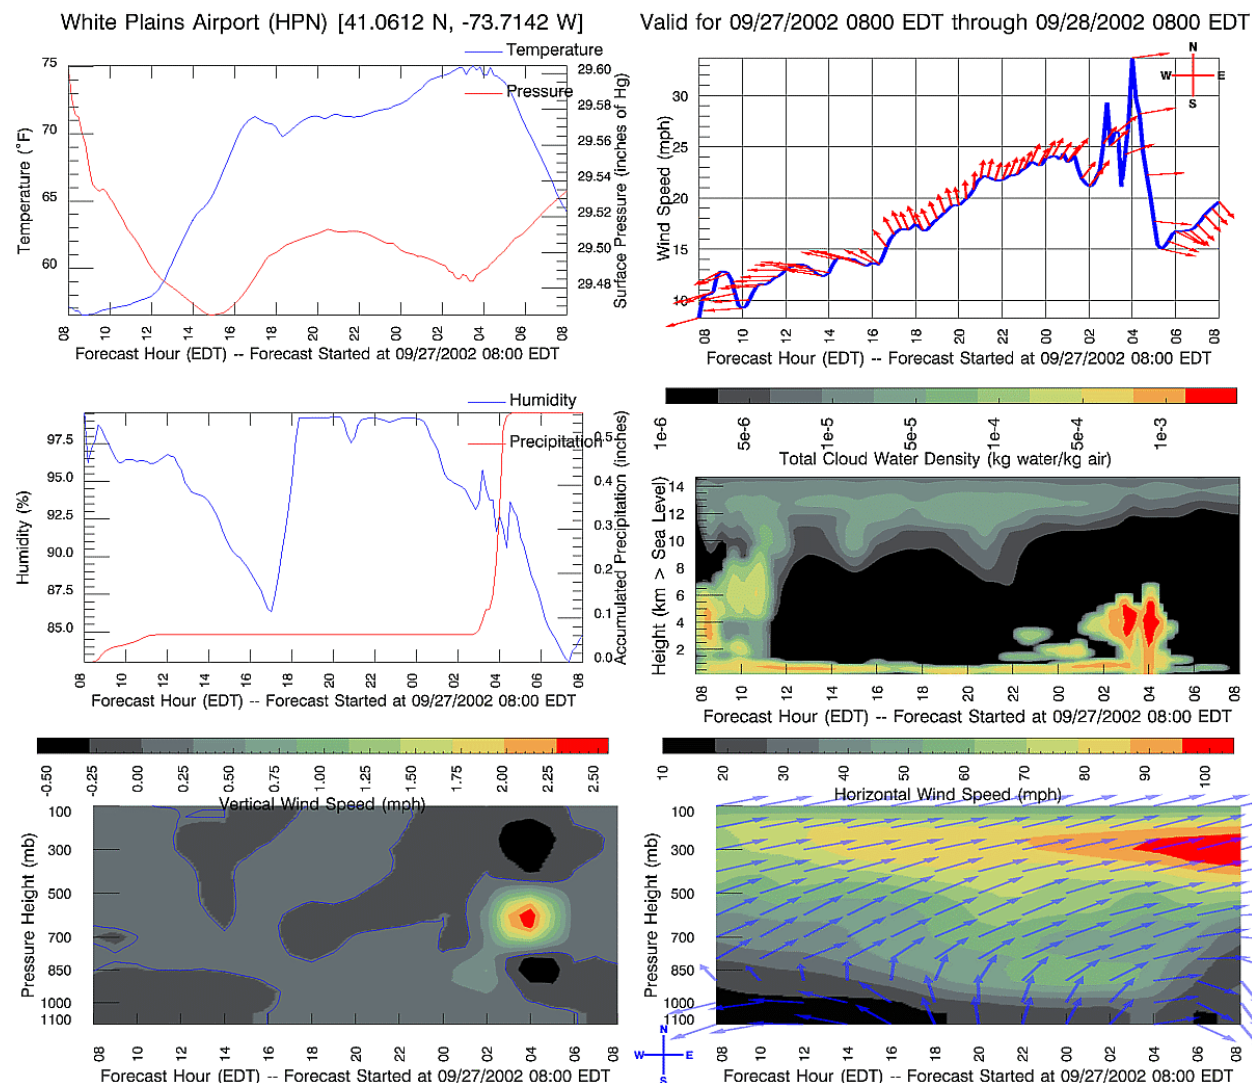 White Plains Airport (HPN) [41.0612 N, -73.7142 W]
Valid for 09/27/2002 0800 EDT through 09/28/2002 0800 EDT
Temperature
Pressure
75
70
65
60
Temperature (°F)
29.60
29.58
29.56
29.54
29.52
29.50
29.48
Surface Pressure (inches of Hg)
08 10 12 14 16 18 20 22 00 02 04 06 08
Forecast Hour (EDT) -- Forecast Started at 09/27/2002 08:00 EDT
N
W E
S
30
25
20
15
10
Wind Speed (mph)
08 10 12 14 16 18 20 22 00 02 04 06 08
Forecast Hour (EDT) -- Forecast Started at 09/27/2002 08:00 EDT
Humidity
Precipitation
97.5
95.0
92.5
90.0
87.5
85.0
Humidity (%)
0.5
0.4
0.3
0.2
0.1
0.0
Accumulated Precipitation (inches)
08 10 12 14 16 18 20 22 00 02 04 06 08
Forecast Hour (EDT) -- Forecast Started at 09/27/2002 08:00 EDT
1e-6 5e-6 1e-5 5e-5 1e-4 5e-4 1e-3
Total Cloud Water Density (kg water/kg air)
14
12
10
8
6
4
2
Height (km > Sea Level)
08 10 12 14 16 18 20 22 00 02 04 06 08
Forecast Hour (EDT) -- Forecast Started at 09/27/2002 08:00 EDT
-0.50 -0.25 0.00 0.25 0.50 0.75 1.00 1.25 1.50 1.75 2.00 2.25 2.50
Vertical Wind Speed (mph)
100
300
500
700
850
1000
1100
Pressure Height (mb)
08 10 12 14 16 18 20 22 00 02 04 06 08
Forecast Hour (EDT) -- Forecast Started at 09/27/2002 08:00 EDT
10 20 30 40 50 60 70 80 90 100
Horizontal Wind Speed (mph)
100
300
500
700
850
1000
1100
Pressure Height (mb)
N
W E
S
08 10 12 14 16 18 20 22 00 02 04 06 08
Forecast Hour (EDT) -- Forecast Started at 09/27/2002 08:00 EDT